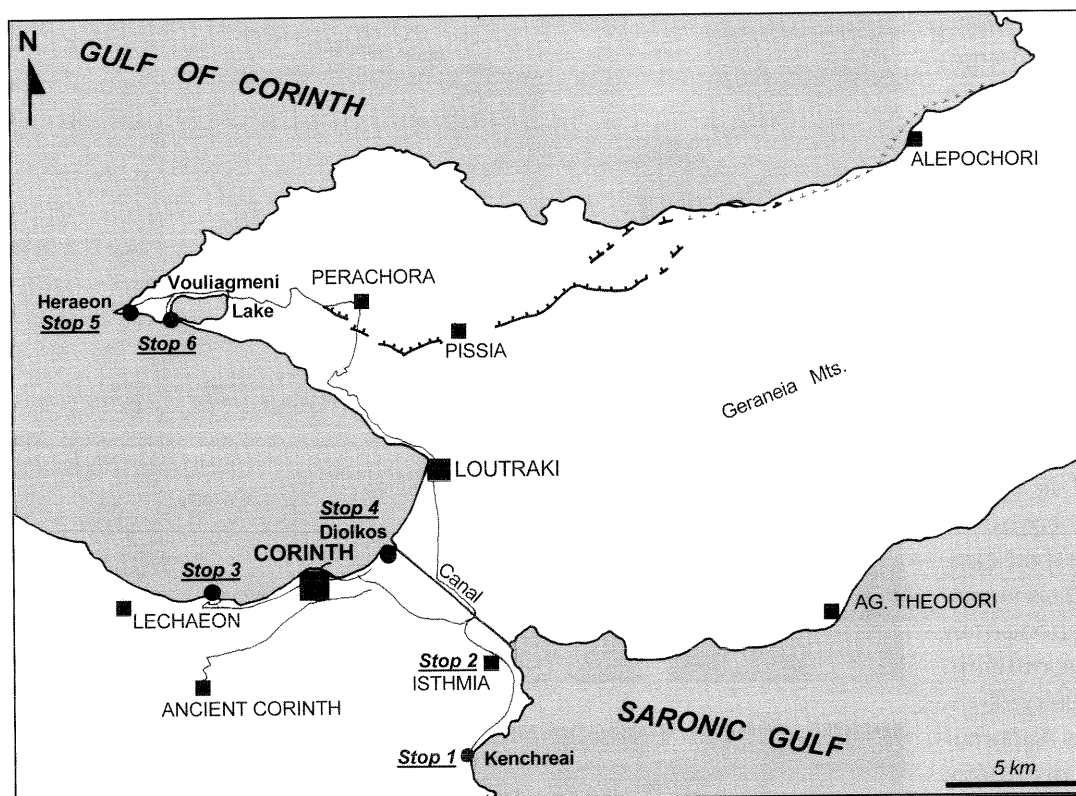 N
GULF OF CORINTH
ALEPOCHORI
Vouliagmeni
Lake
PERACHORA
Heraeon
Stop 5
Stop 6
PISSIA
Geraneia Mts.
LOUTRAKI
Stop 4
Diolkos
CORINTH
Canal
Stop 3
LECHAEON
AG. THEODORI
Stop 2
ISTHMIA
ANCIENT CORINTH
SARONIC GULF
Stop 1
Kenchreai
5 km